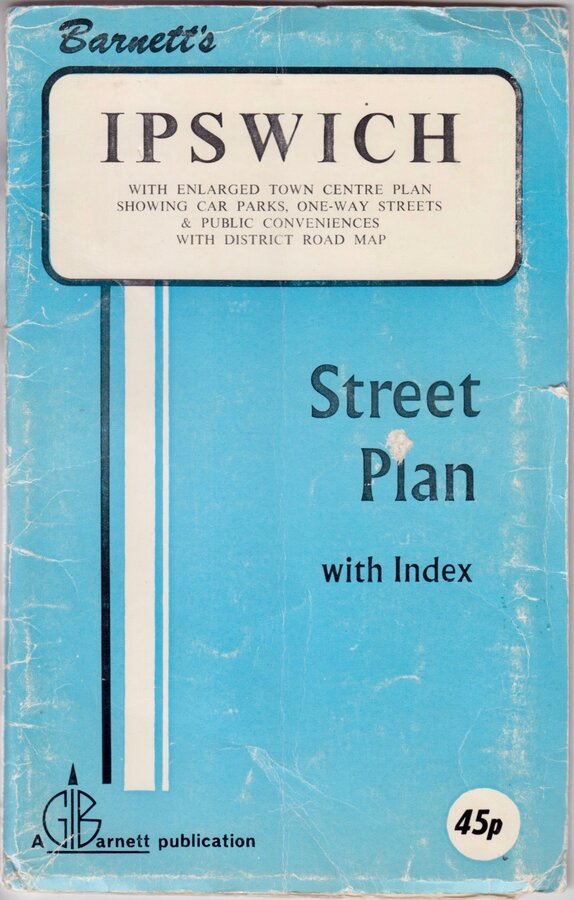 Barnett's
IPSWICH
WITH ENLARGED TOWN CENTRE PLAN
SHOWING CAR PARKS, ONE-WAY STREETS
& PUBLIC CONVENIENCES
WITH DISTRICT ROAD MAP
Street
Plan
with Index
A GIBarnett publication
45p